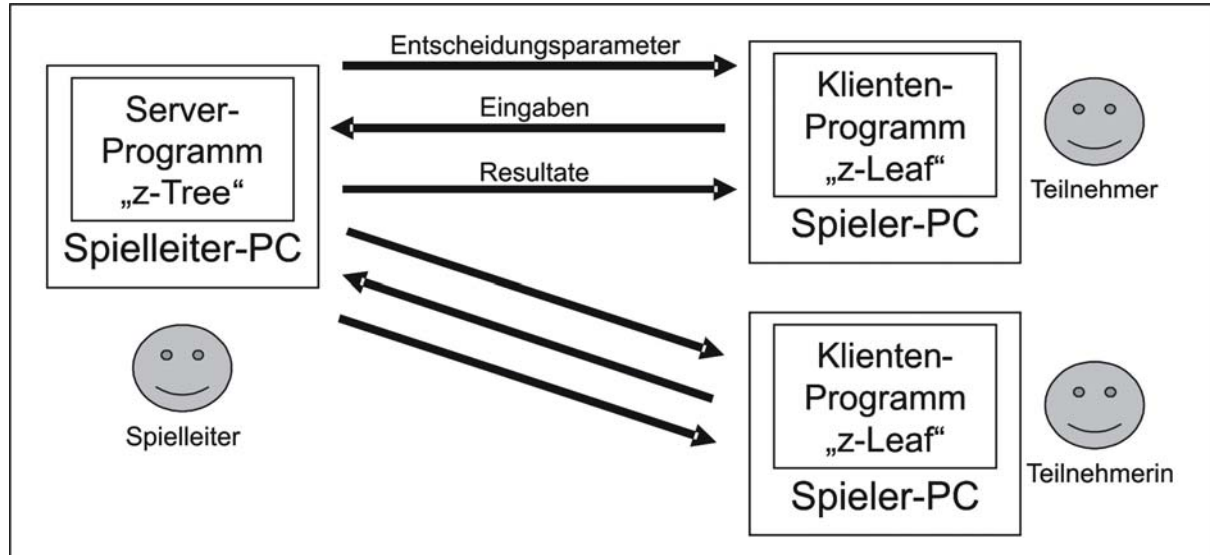 Entscheidungsparameter
Eingaben
Resultate
Server-
Programm
„z-Tree“
Spielleiter-PC
Spielleiter
Klienten-
Programm
„z-Leaf“
Spieler-PC
Teilnehmer
Klienten-
Programm
„z-Leaf“
Spieler-PC
Teilnehmerin